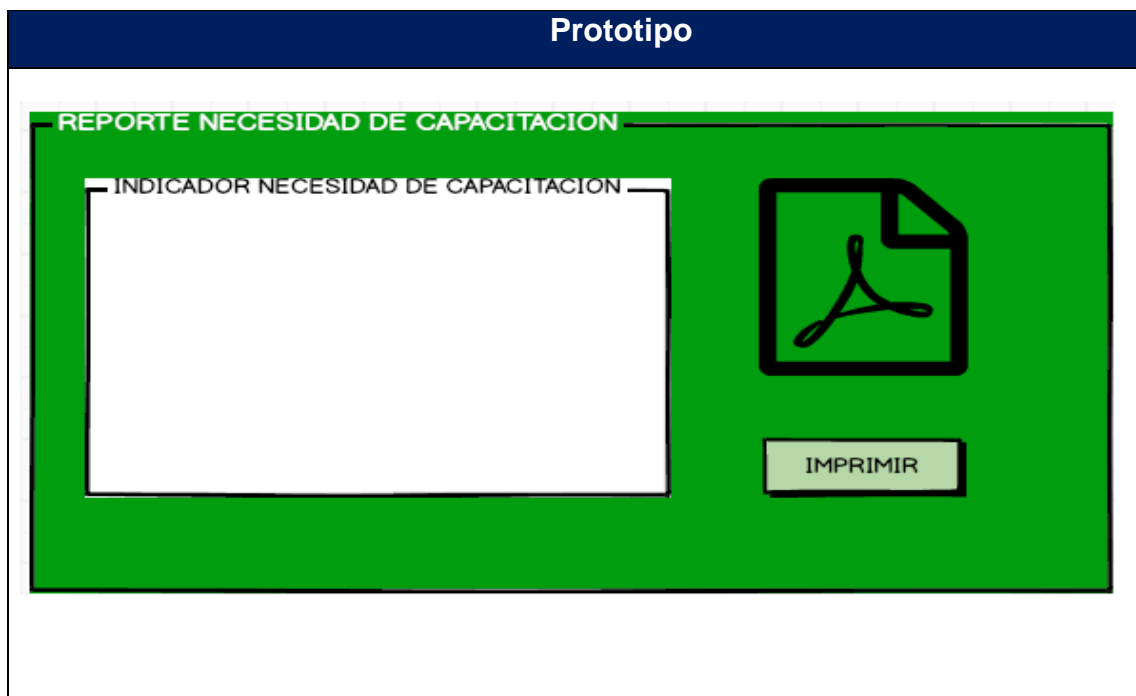 Prototipo
REPORTE NECESIDAD DE CAPACITACION
INDICADOR NECESIDAD DE CAPACITACION
IMPRIMIR